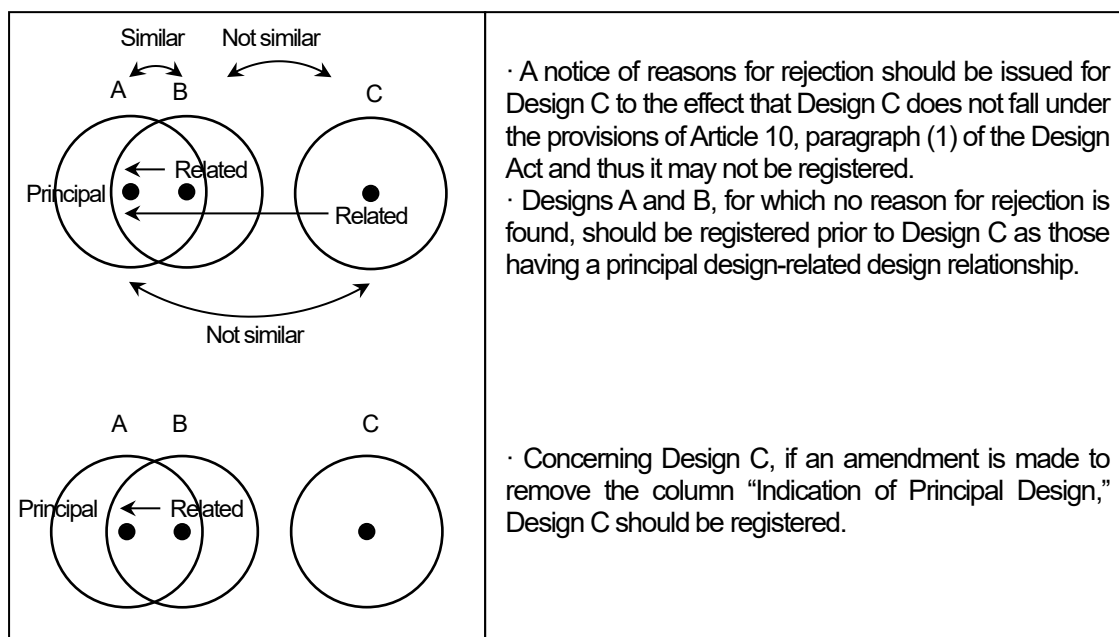 Similar
Not similar
A
B
C
Related
Principal
Related
Not similar
· A notice of reasons for rejection should be issued for
Design C to the effect that Design C does not fall under
the provisions of Article 10, paragraph (1) of the Design
Act and thus it may not be registered.
· Designs A and B, for which no reason for rejection is
found, should be registered prior to Design C as those
having a principal design-related design relationship.
A
B
C
Principal
Related
· Concerning Design C, if an amendment is made to
remove the column “Indication of Principal Design,”
Design C should be registered.